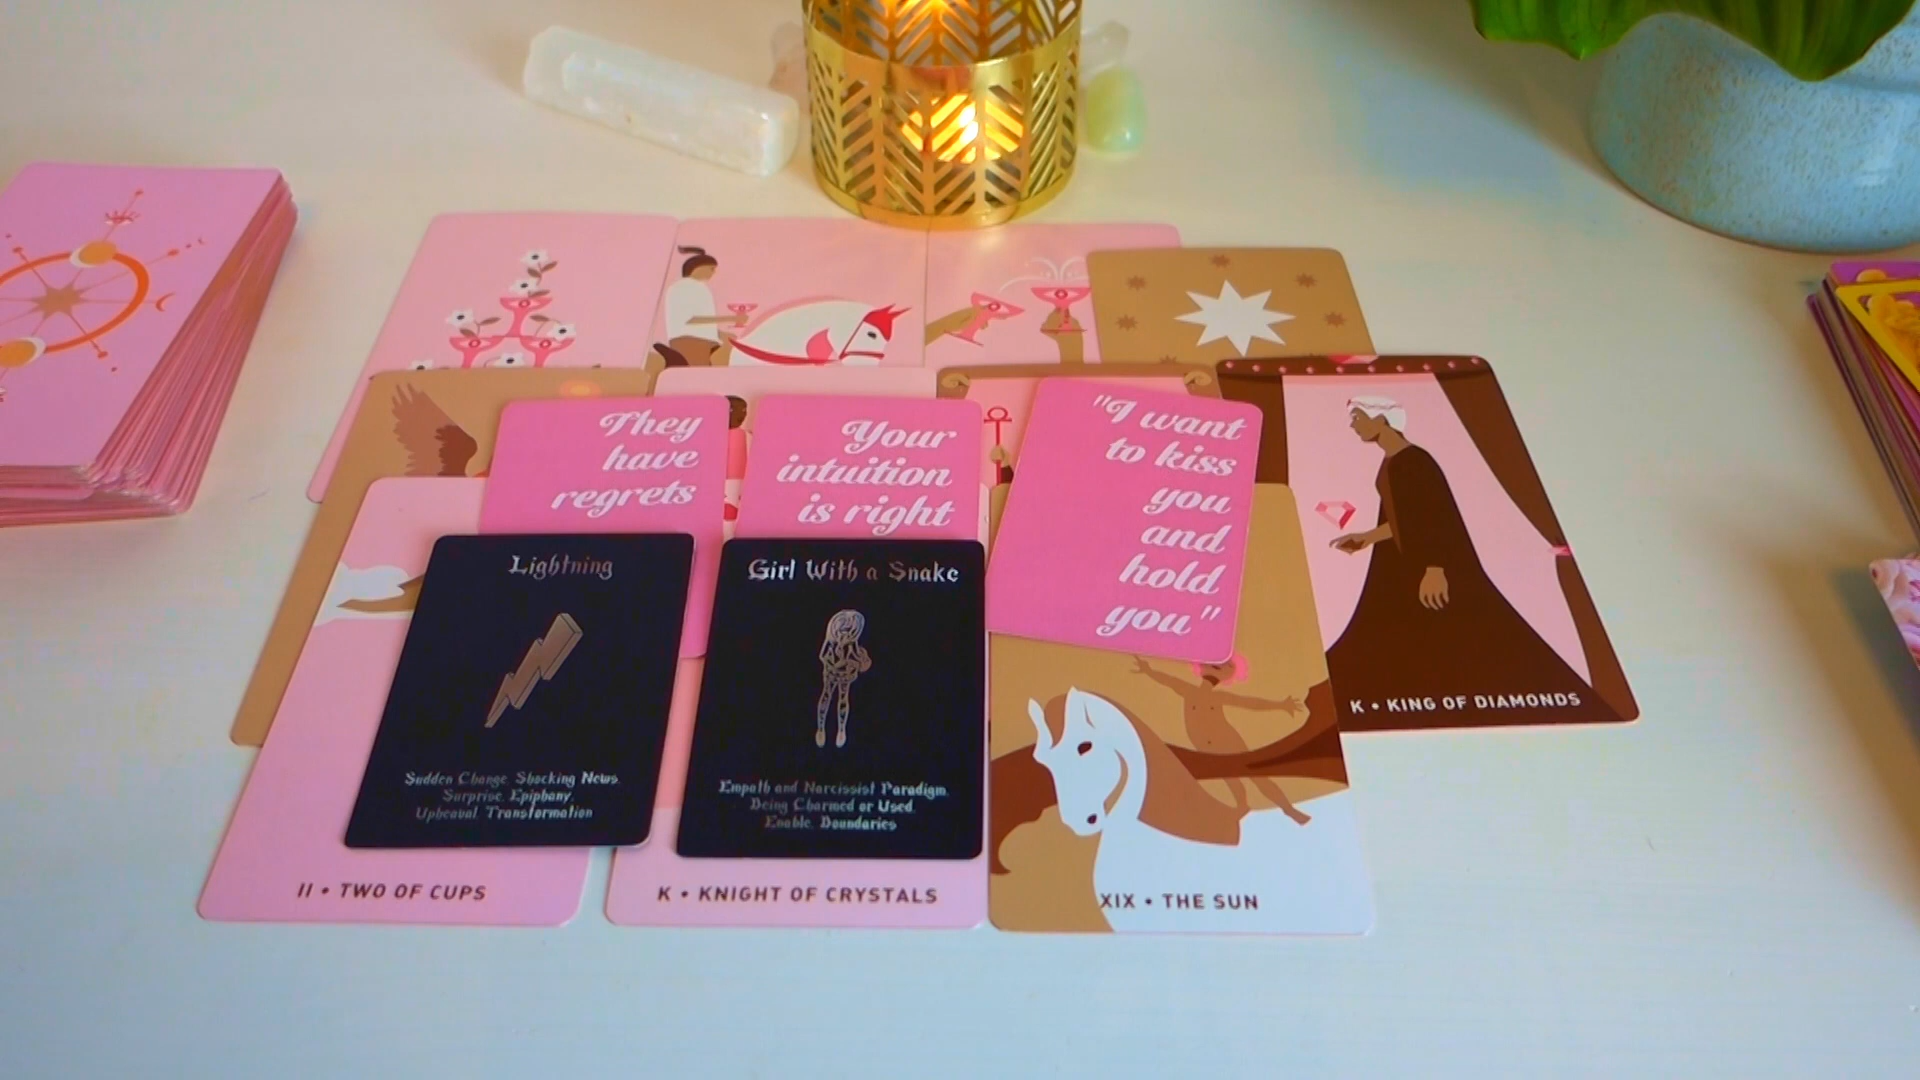 They
have
regrets
Your
intuition
is right
"I want
to kiss
you
and
hold
you"
Lightning
Sudden Change, Shocking News,
Surprise, Epiphany,
Upheaval, Transformation
Girl With a Snake
Empath and Narcissist Paradigm,
Being Charmed or Used,
Enable, Boundaries
K • KING OF DIAMONDS
II • TWO OF CUPS
K • KNIGHT OF CRYSTALS
XIX • THE SUN